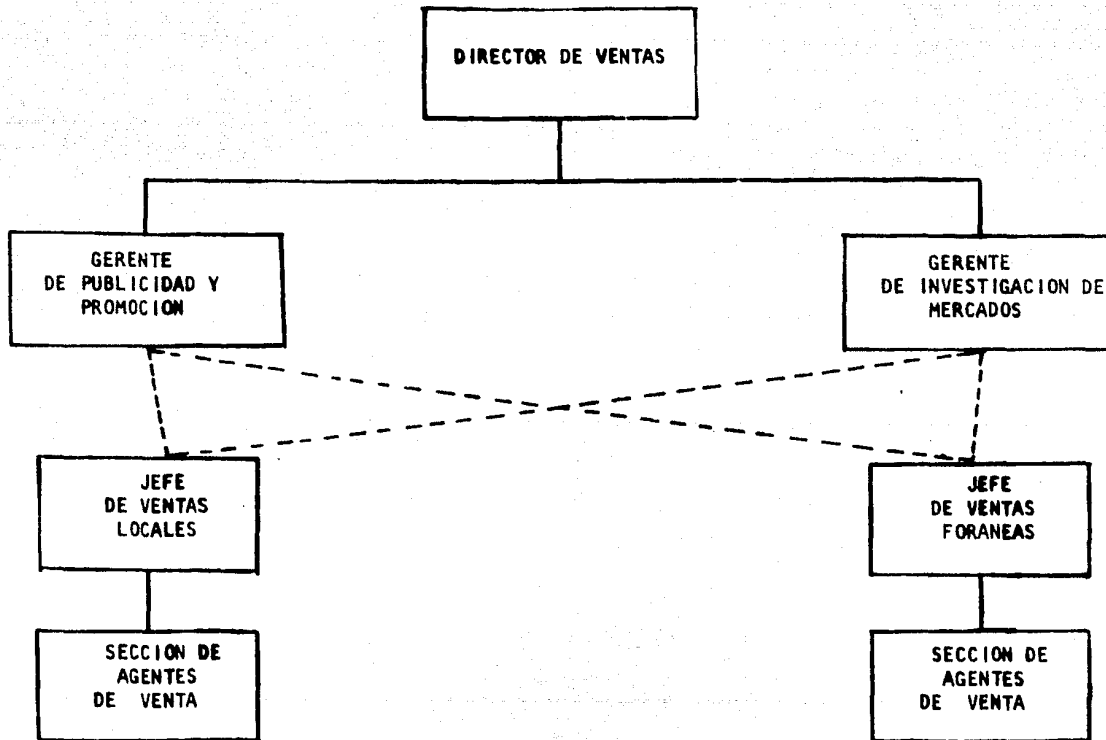 DIRECTOR DE VENTAS
GERENTE
DE PUBLICIDAD Y
PROMOCION
GERENTE
DE INVESTIGACION DE
MERCADOS
JEFE
DE VENTAS
LOCALES
JEFE
DE VENTAS
FORANEAS
SECCION DE
AGENTES
DE VENTA
SECCION DE
AGENTES
DE VENTA